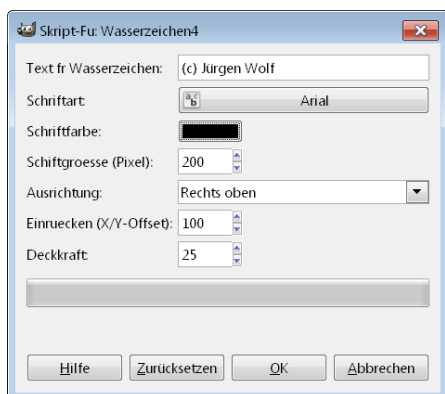 Skript-Fu: Wasserzeichen4
Text fr Wasserzeichen: (c) Jürgen Wolf
Schriftart: Arial
Schriftfarbe:
Schiftgroesse (Pixel): 200
Ausrichtung: Rechts oben
Einruecken (X/Y-Offset): 100
Deckkraft: 25
Hilfe Zurücksetzen OK Abbrechen